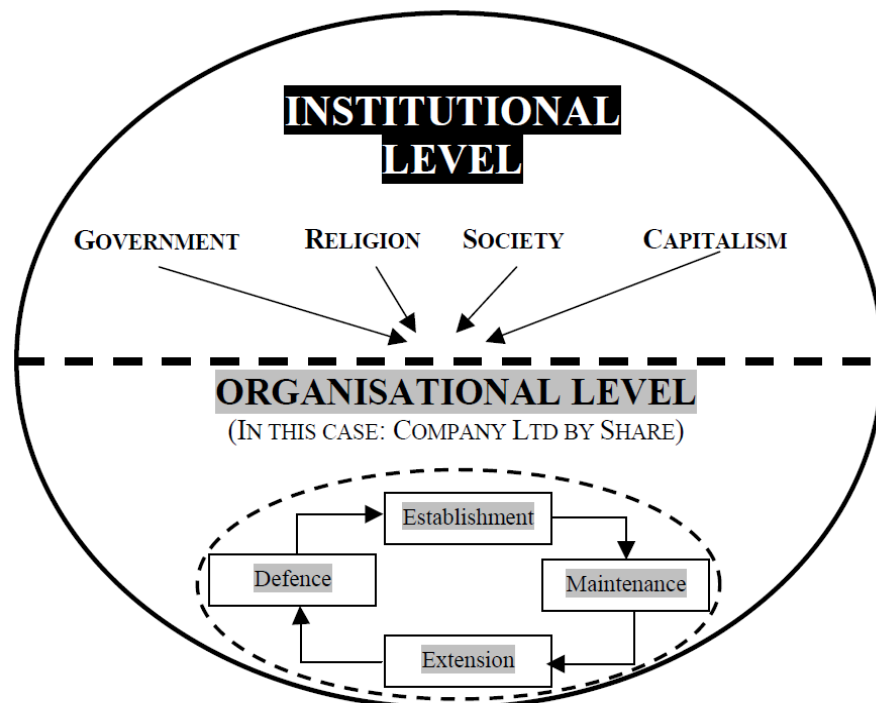 INSTITUTIONAL
LEVEL
GOVERNMENT RELIGION SOCIETY CAPITALISM
ORGANISATIONAL LEVEL
(IN THIS CASE: COMPANY LTD BY SHARE)
Establishment
Defence
Maintenance
Extension